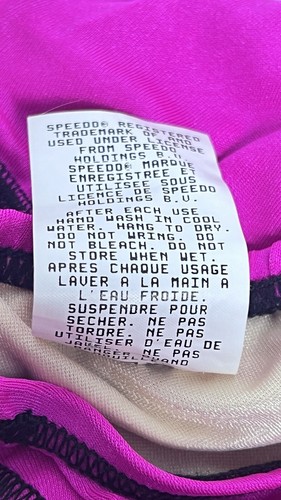 SPEEDO® REGISTERED
TRADEMARK OF AND
USED UNDER LICENSE
FROM SPEEDO
HOLDINGS B.V.
SPEEDO® MARQUE
ENREGISTREE ET
UTILISEE SOUS
LICENCE DE SPEEDO
HOLDINGS B.V.
AFTER EACH USE
HAND WASH IN COOL
WATER. HANG TO DRY.
DO NOT WRING. DO
NOT BLEACH. DO NOT
STORE WHEN WET.
APRES CHAQUE USAGE
LAVER A LA MAIN A
L'EAU FROIDE.
SUSPENDRE POUR
SECHER. NE PAS
TORDRE. NE PAS
UTILISER D'EAU DE
JAVEL. NE PAS